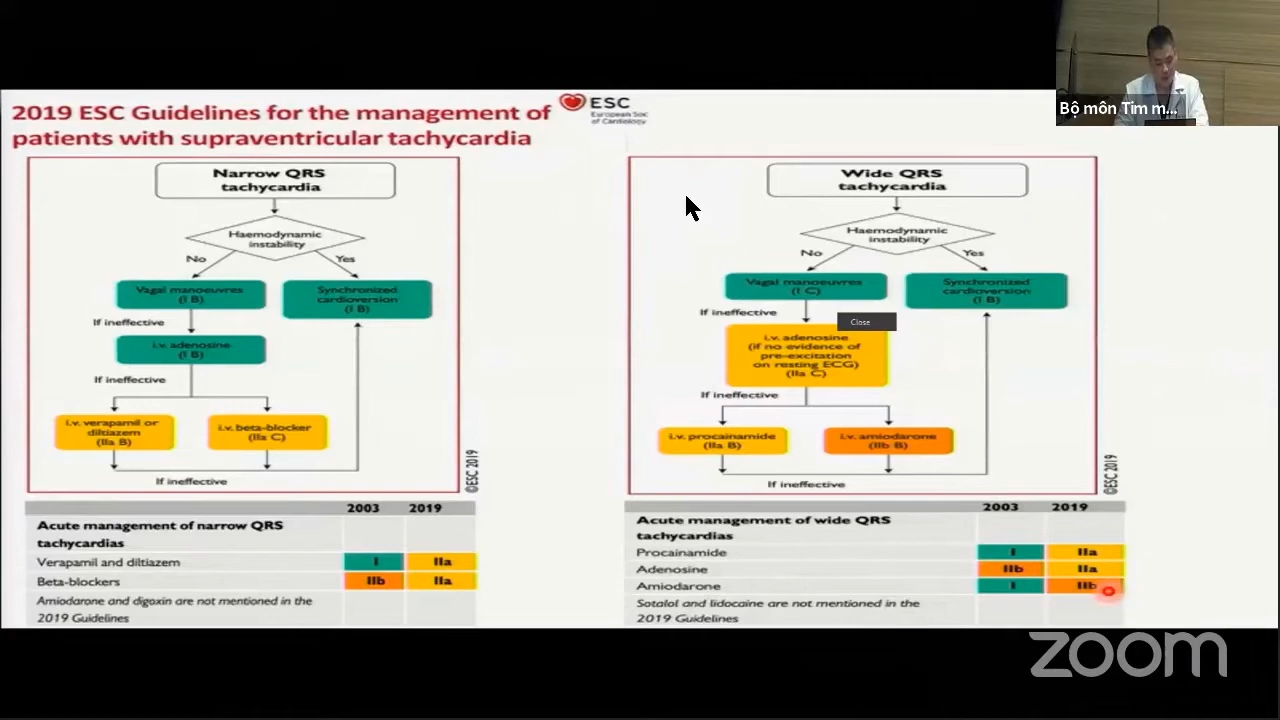 Bộ môn Tim m...
2019 ESC Guidelines for the management of
patients with supraventricular tachycardia
ESC
European Soc
of Cardiology
Narrow QRS
tachycardia
Haemodynamic
instability
No
Yes
Vagal manoeuvres
(I B)
Synchronized
cardioversion
(I B)
If ineffective
i.v. adenosine
(I B)
If ineffective
i.v. verapamil or
diltiazem
(IIa B)
i.v. beta-blocker
(IIa C)
If ineffective
©ESC 2019
2003 2019
Acute management of narrow QRS
tachycardias
Verapamil and diltiazem I IIa
Beta-blockers IIb IIa
Amiodarone and digoxin are not mentioned in the
2019 Guidelines
Wide QRS
tachycardia
Haemodynamic
instability
No
Yes
Vagal manoeuvres
(I C)
Synchronized
cardioversion
(I B)
If ineffective
Close
i.v. adenosine
(if no evidence of
pre-excitation
on resting ECG)
(IIa C)
If ineffective
i.v. procainamide
(IIa B)
i.v. amiodarone
(IIb B)
If ineffective
©ESC 2019
2003 2019
Acute management of wide QRS
tachycardias
Procainamide I IIa
Adenosine IIb IIa
Amiodarone I IIb
Sotalol and lidocaine are not mentioned in the
2019 Guidelines
zoom